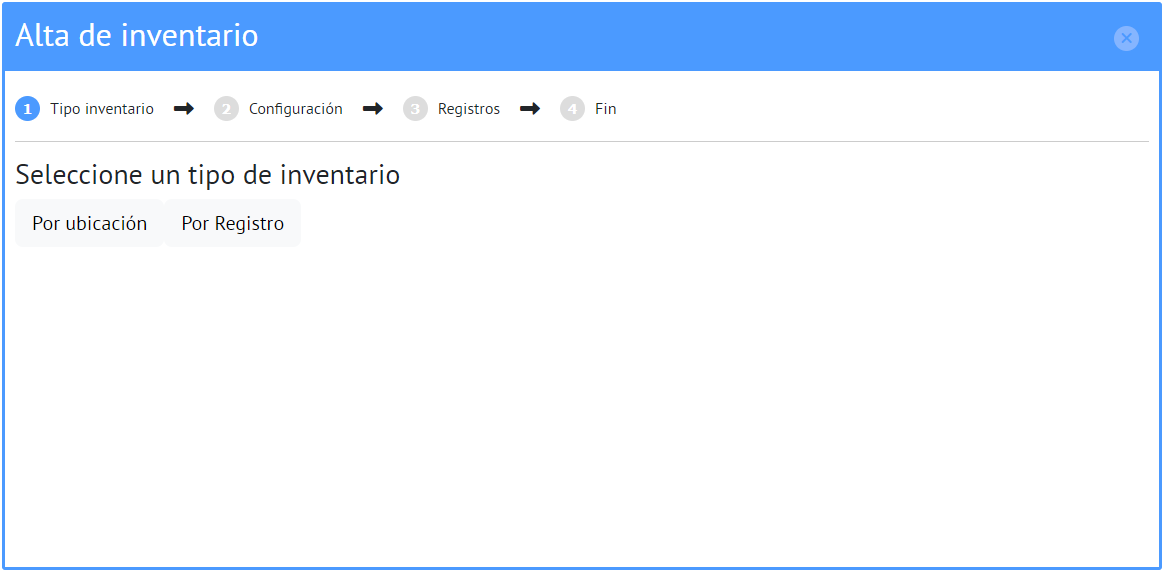 Alta de inventario
1 Tipo inventario 2 Configuración 3 Registros 4 Fin
Seleccione un tipo de inventario
Por ubicación Por Registro